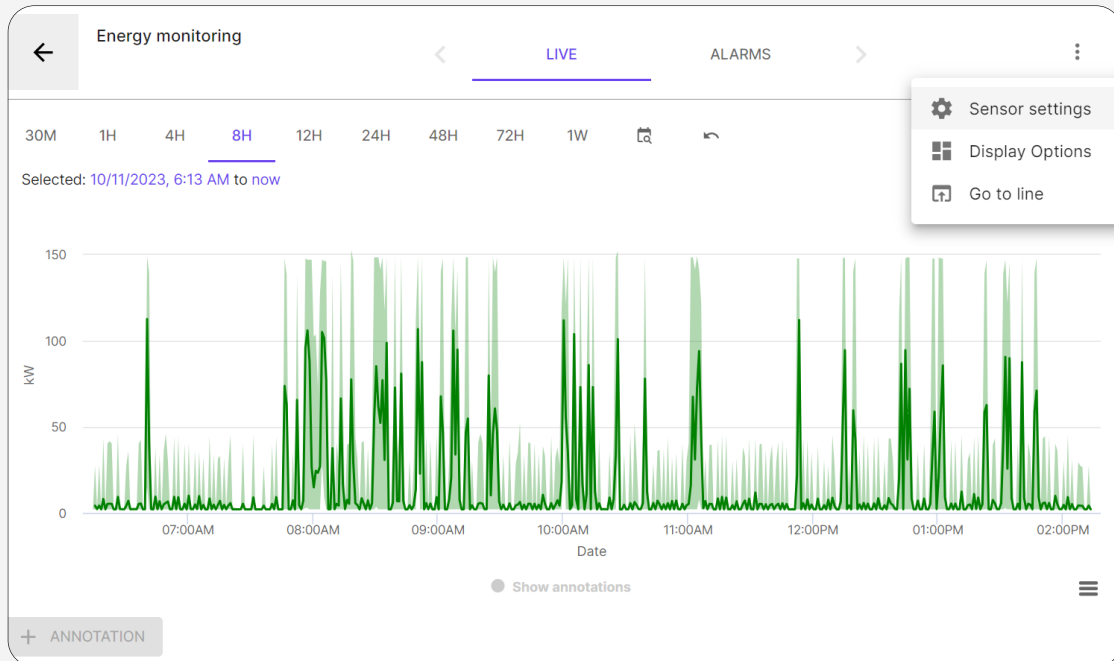 Energy monitoring
LIVE
ALARMS
Sensor settings
Display Options
Go to line
30M 1H 4H 8H 12H 24H 48H 72H 1W
Selected: 10/11/2023, 6:13 AM to now
150
100
50
0
kW
07:00AM 08:00AM 09:00AM 10:00AM 11:00AM 12:00PM 01:00PM 02:00PM
Date
Show annotations
+ ANNOTATION